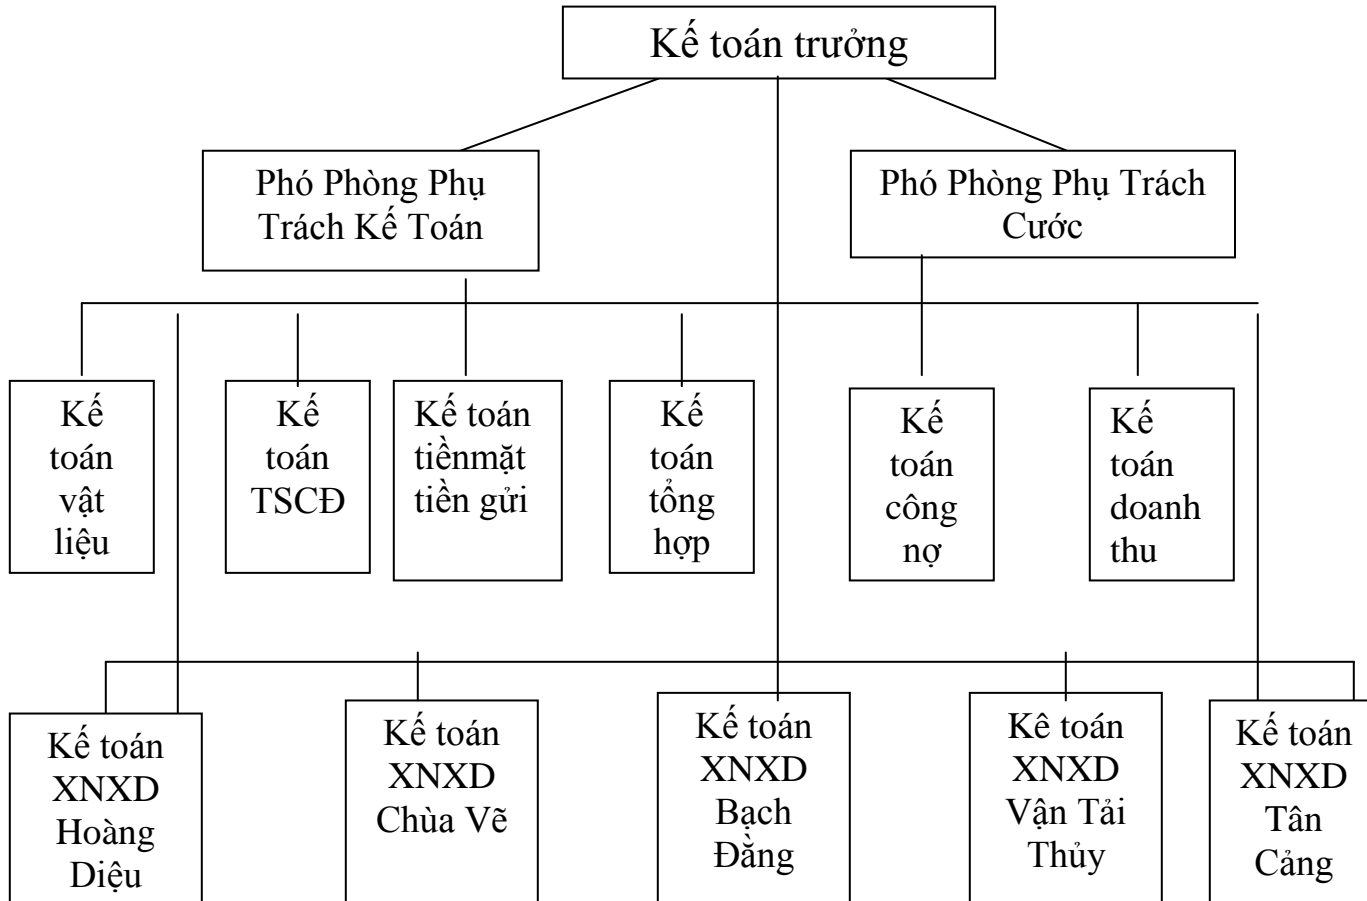 Kế toán trưởng
Phó Phòng Phụ
Trách Kế Toán
Phó Phòng Phụ Trách
Cước
Kế
toán
vật
liệu
Kế
toán
TSCĐ
Kế toán
tiềnmặt
tiền gửi
Kế
toán
tổng
hợp
Kế
toán
công
nợ
Kế
toán
doanh
thu
Kế toán
XNXD
Hoàng
Diệu
Kế toán
XNXD
Chùa Vẽ
Kế toán
XNXD
Bạch
Đằng
Kê toán
XNXD
Vận Tải
Thủy
Kế toán
XNXD
Tân
Cảng